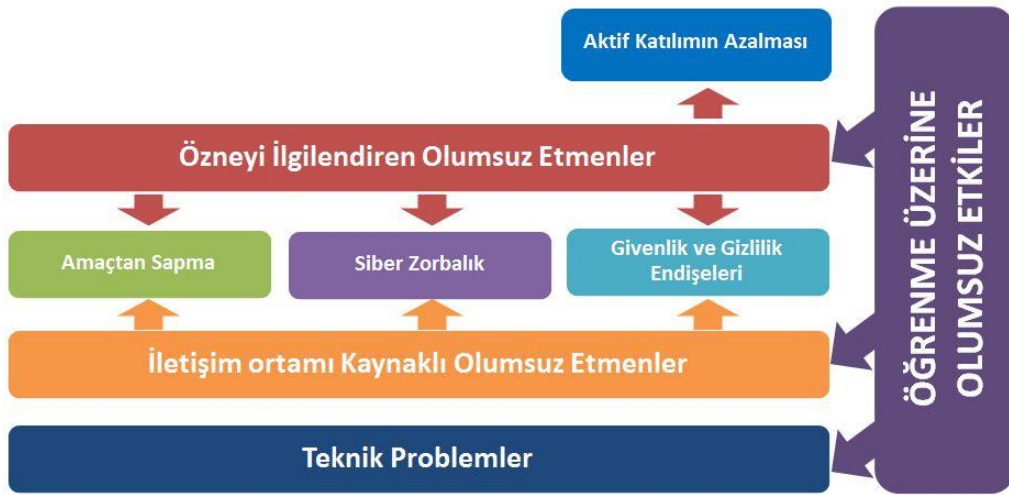 Aktif Katılımın Azalması
Özneyi İlgilendiren Olumsuz Etmenler
Amaçtan Sapma
Siber Zorbalık
Givenlik ve Gizlilik
Endişeleri
İletişim ortamı Kaynaklı Olumsuz Etmenler
Teknik Problemler
ÖĞRENME ÜZERİNE
OLUMSUZ ETKİLER